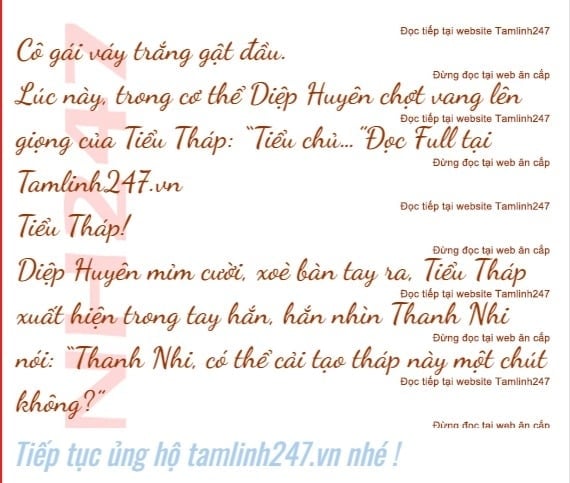 Đọc tiếp tại website Tamlinh247
Cô gái váy trắng gật đầu.
Đừng đọc tại web ăn cắp
Lúc này, trong cơ thể Diệp Huyên chợt vang lên
Đọc tiếp tại website Tamlinh247
giọng của Tiểu Tháp: “Tiểu chủ…”Đọc Full tại
Đừng đọc tại web ăn cắp
Tamlinh247.vn
Đọc tiếp tại website Tamlinh247
Tiểu Tháp!
Đừng đọc tại web ăn cắp
Diệp Huyên mỉm cười, xoè bàn tay ra, Tiểu Tháp
Đọc tiếp tại website Tamlinh247
xuất hiện trong tay hắn, hắn nhìn Thanh Nhi
Đừng đọc tại web ăn cắp
nói: “Thanh Nhi, có thể cải tạo tháp này một chút
Đọc tiếp tại website Tamlinh247
không?”
Đừng đọc tại web ăn cắp
NH247
Tiếp tục ủng hộ tamlinh247.vn nhé !